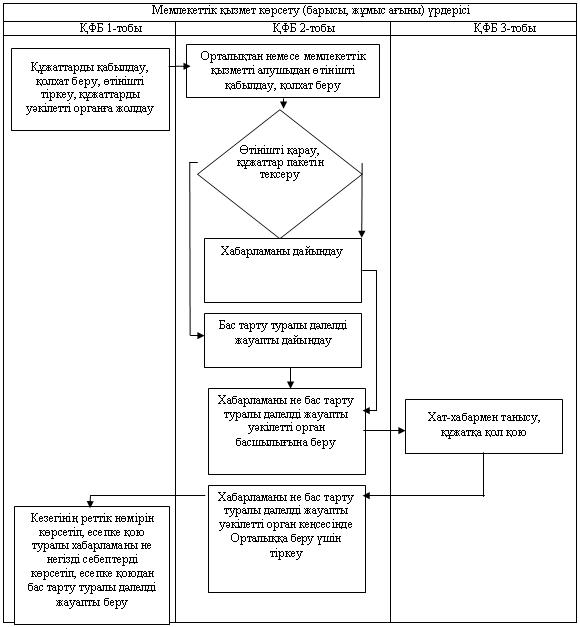 Мемлекеттік қызмет көрсету (барысы, жұмыс ағыны) үрдерісі
ҚФБ 1-тобы
ҚФБ 2-тобы
ҚФБ 3-тобы
Құжаттарды қабылдау,
қолхат беру, өтінішті
тіркеу, құжаттарды
уәкілетті органға жолдау
Орталықтан немесе мемлекеттік
қызметті алушыдан өтінішті
қабылдау, қолхат беру
Өтінішті қарау,
құжаттар пакетін
тексеру
Хабарламаны дайындау
Бас тарту туралы дәлелді
жауапты дайындау
Хабарламаны не бас тарту
туралы дәлелді жауапты
уәкілетті орган
басшылығына беру
Хат-хабармен танысу,
құжатқа қол қою
Хабарламаны не бас тарту
туралы дәлелді жауапты
уәкілетті орган кеңсесінде
Орталыққа беру үшін
тіркеу
Кезегінің реттік нөмірін
көрсетіп, есепке қою
туралы хабарламаны не
негізді себептерді
көрсетіп, есепке қоюдан
бас тарту туралы дәлелді
жауапты беру